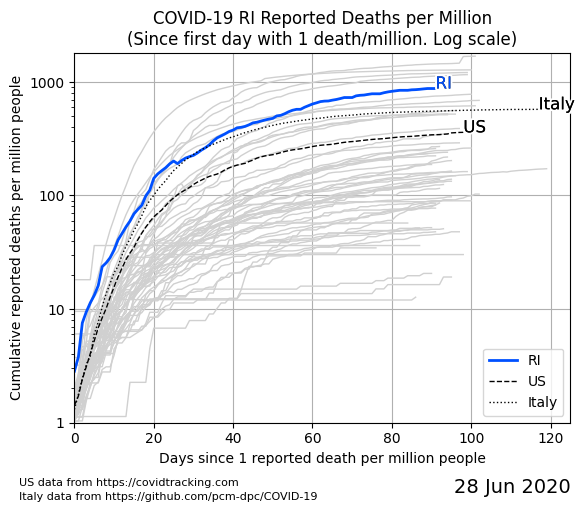 COVID-19 RI Reported Deaths per Million
(Since first day with 1 death/million. Log scale)
Cumulative reported deaths per million people
1000
100
10
1
RI
Italy
US
RI
US
Italy
0 20 40 60 80 100 120
Days since 1 reported death per million people
US data from https://covidtracking.com
Italy data from https://github.com/pcm-dpc/COVID-19
28 Jun 2020